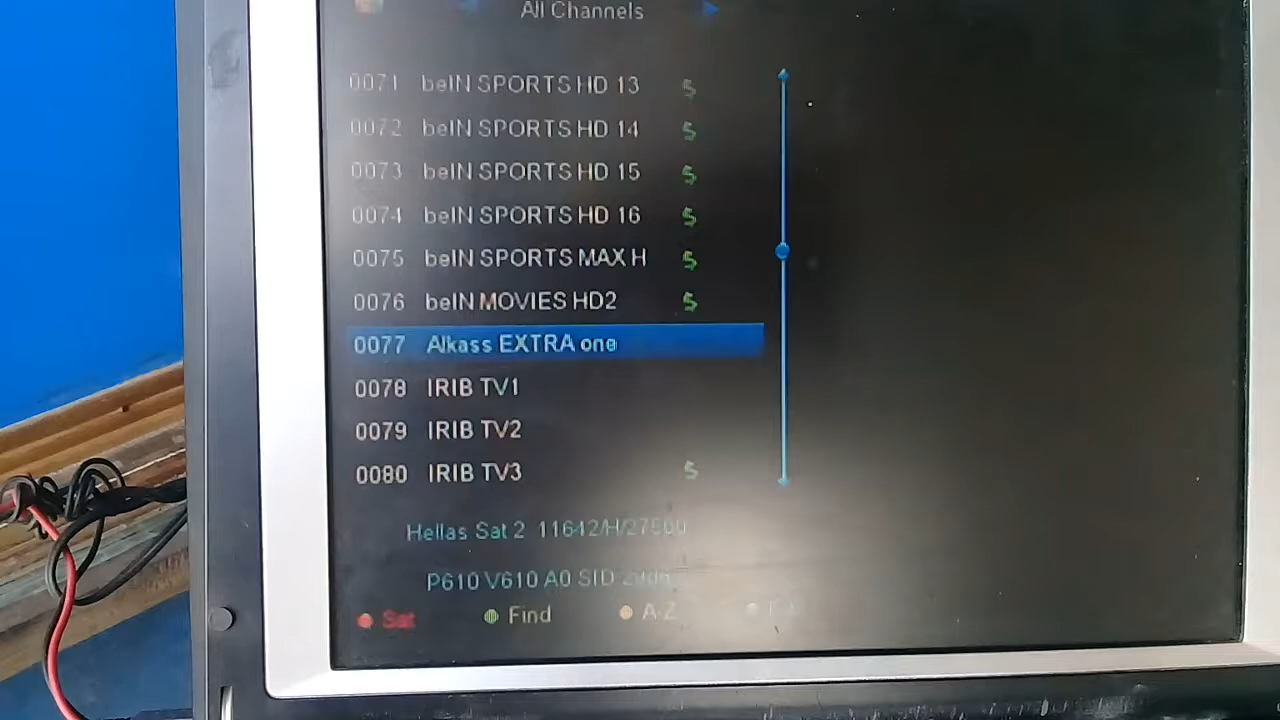 All Channels
0071 beIN SPORTS HD 13 $
0072 beIN SPORTS HD 14 $
0073 beIN SPORTS HD 15 $
0074 beIN SPORTS HD 16 $
0075 beIN SPORTS MAX H $
0076 beIN MOVIES HD2 $
0077 Alkass EXTRA one
0078 IRIB TV1
0079 IRIB TV2
0080 IRIB TV3 $
Hellas Sat 2 11642/H/27500
P610 V610 A0 SID
Sat Find A-Z